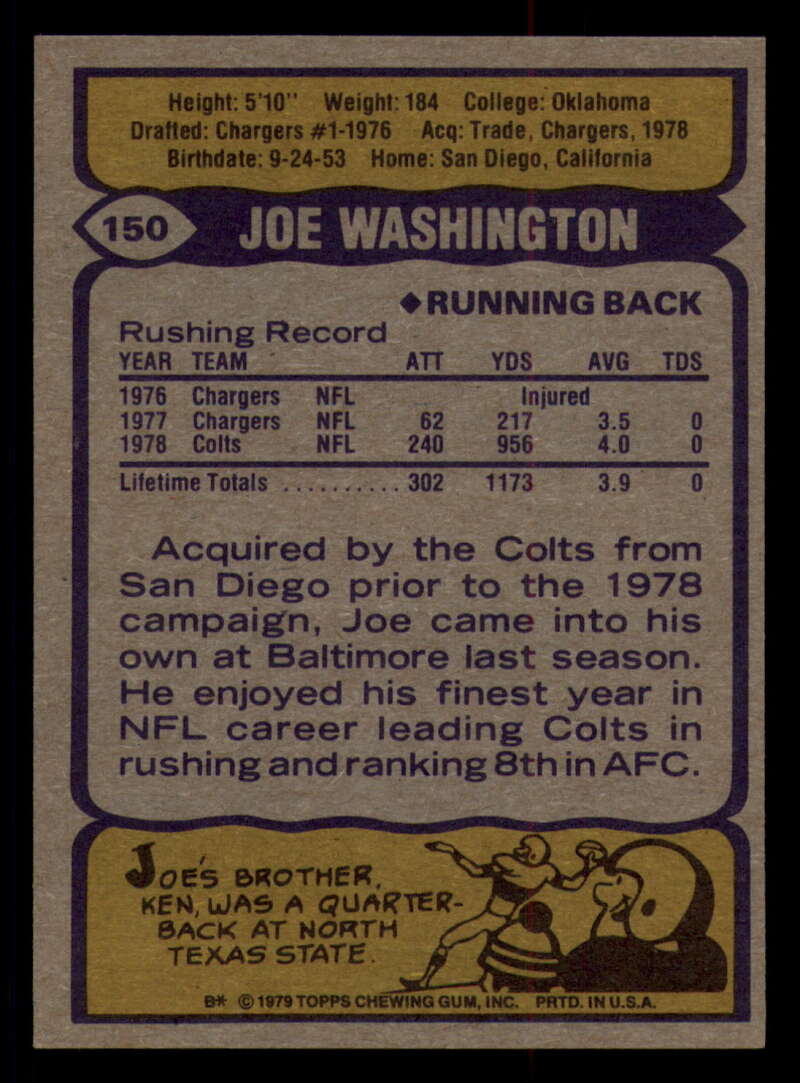 Height: 5'10" Weight: 184 College: Oklahoma
Drafted: Chargers #1-1976 Acq: Trade, Chargers, 1978
Birthdate: 9-24-53 Home: San Diego, California
150 JOE WASHINGTON
◆RUNNING BACK
Rushing Record
YEAR TEAM ATT YDS AVG TDS
1976 Chargers NFL Injured
1977 Chargers NFL 62 217 3.5 0
1978 Colts NFL 240 956 4.0 0
Lifetime Totals .......... 302 1173 3.9 0
Acquired by the Colts from
San Diego prior to the 1978
campaign, Joe came into his
own at Baltimore last season.
He enjoyed his finest year in
NFL career leading Colts in
rushing and ranking 8th in AFC.
JOE'S BROTHER,
KEN, WAS A QUARTER-
BACK AT NORTH
TEXAS STATE.
B* © 1979 TOPPS CHEWING GUM, INC. PRTD. IN U.S.A.